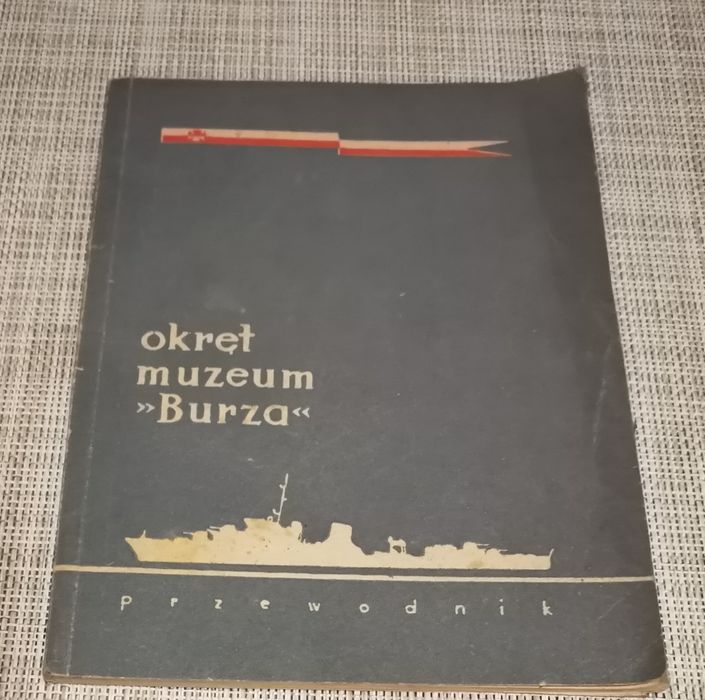 okręt
muzeum
»Burza«
przewodnik